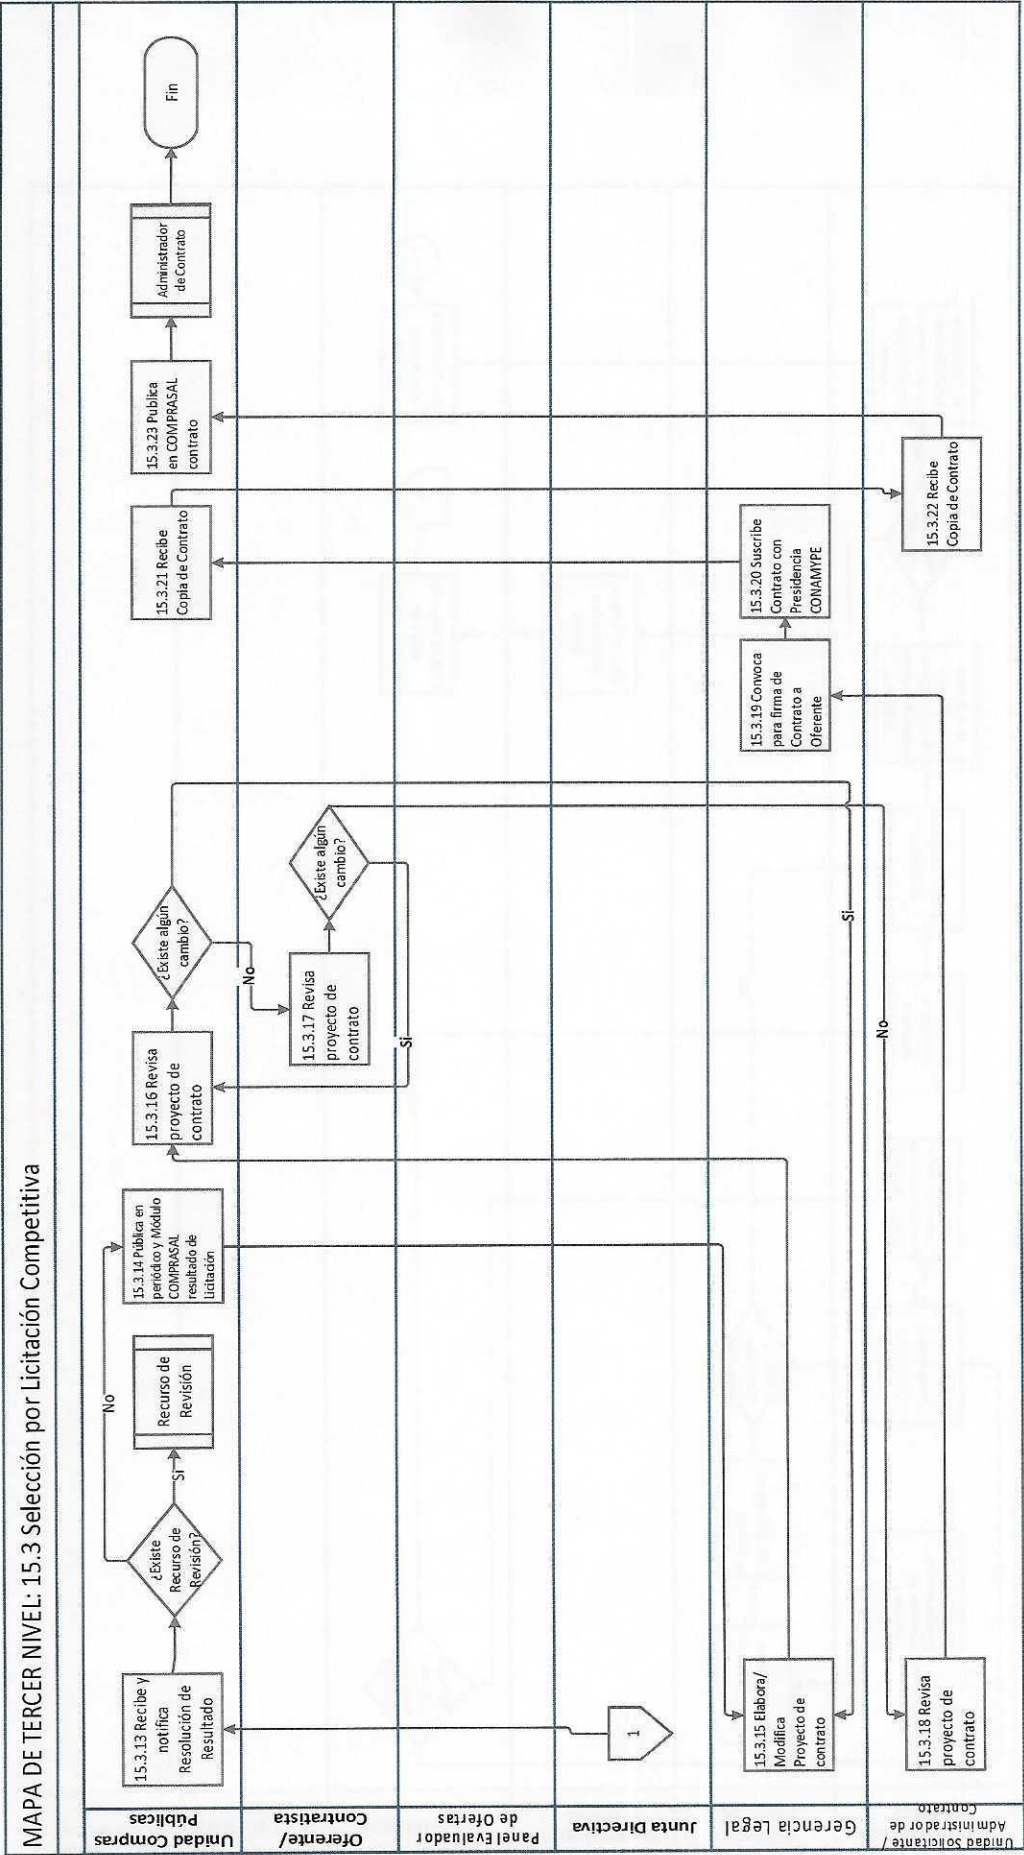 MAPA DE TERCER NIVEL: 15.3 Selección por Licitación Competitiva
Unidad Compras
Públicas
15.3.13 Recibe y
notifica
Resolución de
Resultado
¿Existe
Recurso de
Revisión?
Si
No
Recurso de
Revisión
15.3.14 Pública en
periódico y Módulo
COMPRASAL
resultado de
Licitación
15.3.16 Revisa
proyecto de
contrato
¿Existe algún
cambio?
No
15.3.21 Recibe
Copia de Contrato
15.3.23 Publica
en COMPRASAL
contrato
Administrador
de Contrato
Fin
Oferente/
Contratista
15.3.17 Revisa
proyecto de
contrato
¿Existe algún
cambio?
Si
Panel Evaluador
de Ofertas
Junta Directiva
1
Gerencia Legal
15.3.15 Elabora/
Modifica
Proyecto de
contrato
Si
15.3.19 Convoca
para firma de
Contrato a
Oferente
15.3.20 Suscribe
Contrato con
Presidencia
CONAMYPE
Unidad Solicitante /
Administrador de
Contrato
15.3.18 Revisa
proyecto de
contrato
No
15.3.22 Recibe
Copia de Contrato